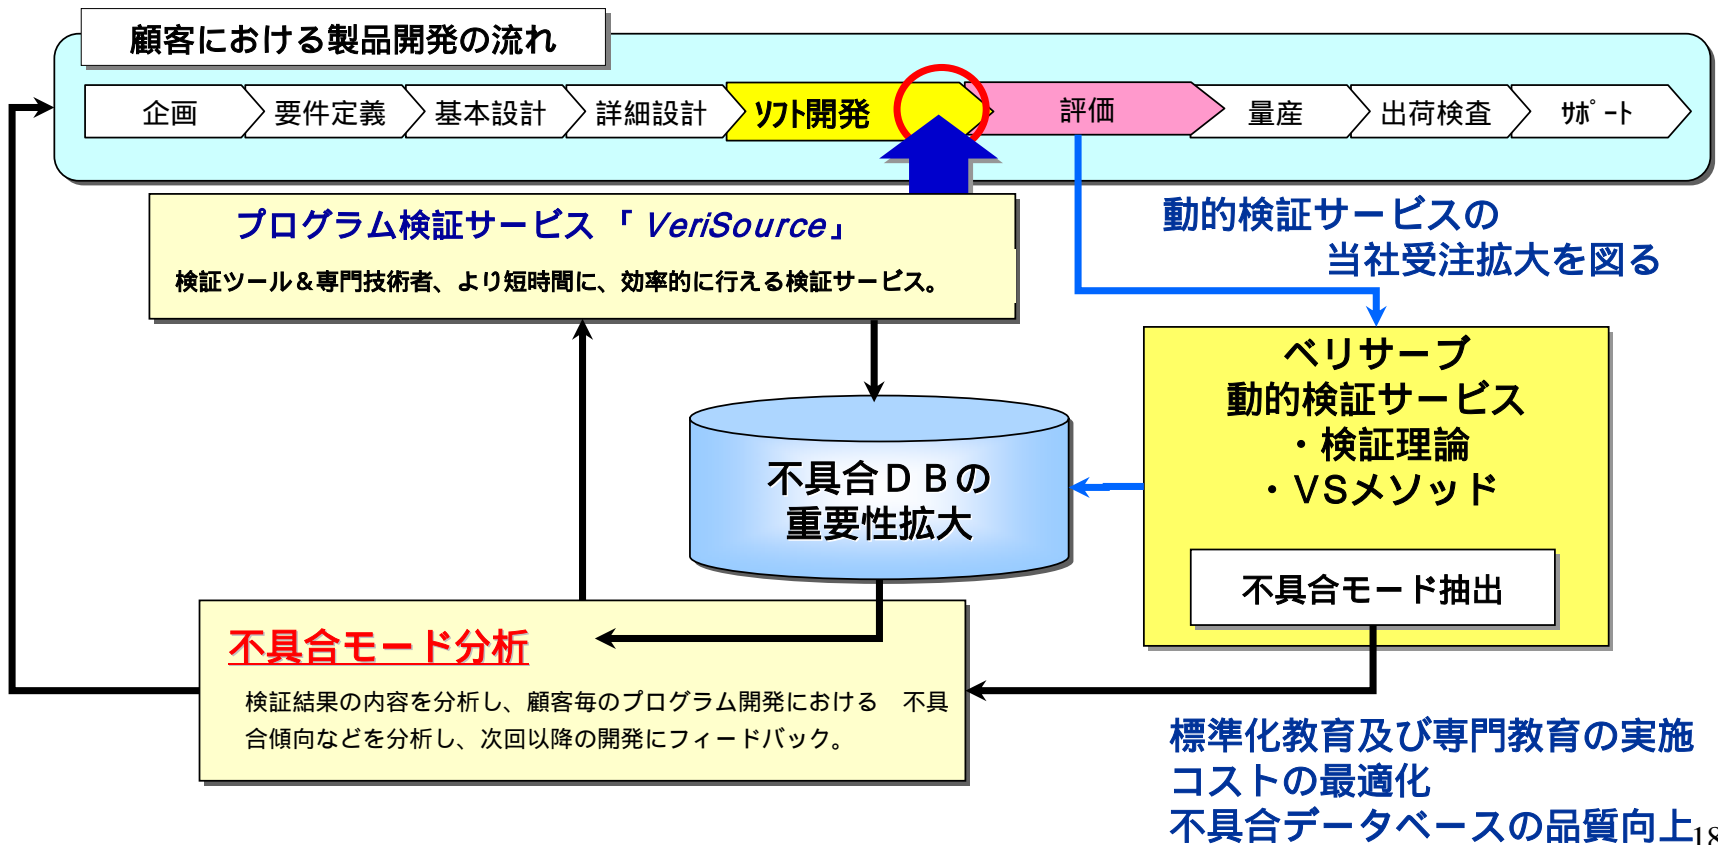 顧客における製品開発の流れ
企画 要件定義 基本設計 詳細設計 ソフト開発 評価 量産 出荷検査 サポート
プログラム検証サービス 「 VeriSource」
検証ツール＆専門技術者、より短時間に、効率的に行える検証サービス。
動的検証サービスの
当社受注拡大を図る
ベリサーブ
動的検証サービス
・検証理論
・VSメソッド
不具合モード抽出
不具合ＤＢの
重要性拡大
不具合モード分析
検証結果の内容を分析し、顧客毎のプログラム開発における　不具
合傾向などを分析し、次回以降の開発にフィードバック。
標準化教育及び専門教育の実施
コストの最適化
不具合データベースの品質向上
18